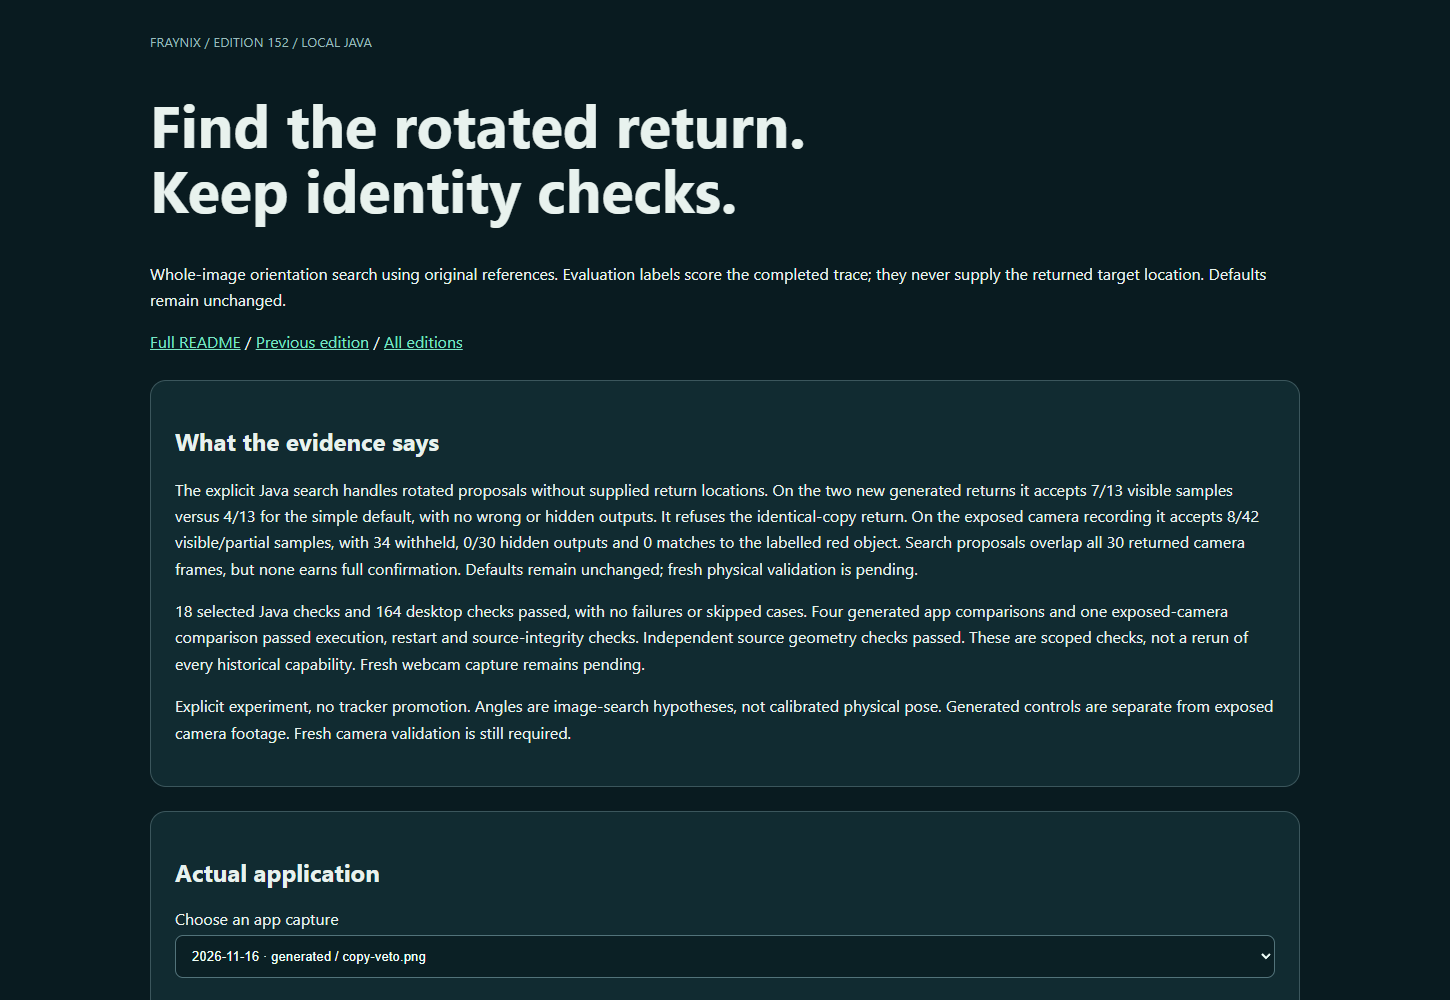 FRAYNIX / EDITION 152 / LOCAL JAVA
Find the rotated return.
Keep identity checks.
Whole-image orientation search using original references. Evaluation labels score the completed trace; they never supply the returned target location. Defaults
remain unchanged.
Full README / Previous edition / All editions
What the evidence says
The explicit Java search handles rotated proposals without supplied return locations. On the two new generated returns it accepts 7/13 visible samples
versus 4/13 for the simple default, with no wrong or hidden outputs. It refuses the identical-copy return. On the exposed camera recording it accepts 8/42
visible/partial samples, with 34 withheld, 0/30 hidden outputs and 0 matches to the labelled red object. Search proposals overlap all 30 returned camera
frames, but none earns full confirmation. Defaults remain unchanged; fresh physical validation is pending.
18 selected Java checks and 164 desktop checks passed, with no failures or skipped cases. Four generated app comparisons and one exposed-camera
comparison passed execution, restart and source-integrity checks. Independent source geometry checks passed. These are scoped checks, not a rerun of
every historical capability. Fresh webcam capture remains pending.
Explicit experiment, no tracker promotion. Angles are image-search hypotheses, not calibrated physical pose. Generated controls are separate from exposed
camera footage. Fresh camera validation is still required.
Actual application
Choose an app capture
2026-11-16 · generated / copy-veto.png